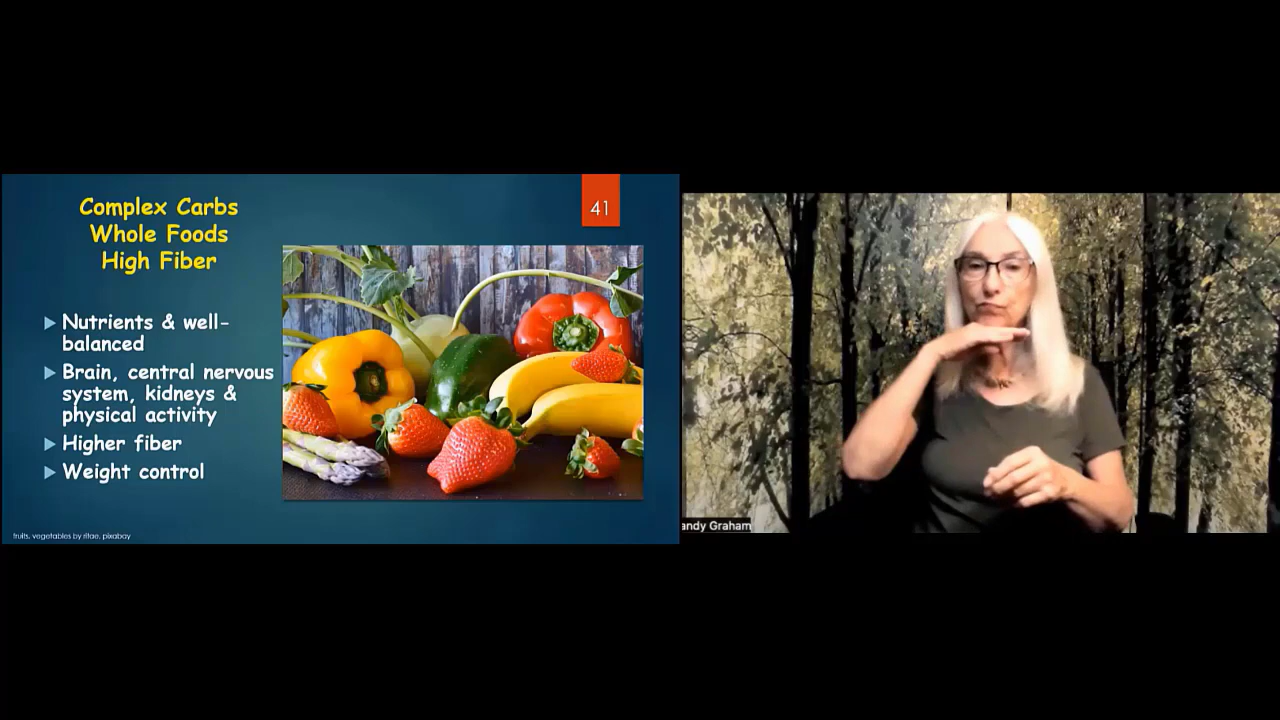 Complex Carbs
Whole Foods
High Fiber
41
Nutrients & well-
balanced
Brain, central nervous
system, kidneys &
physical activity
Higher fiber
Weight control
fruits, vegetables by ritae, pixabay
andy Graham